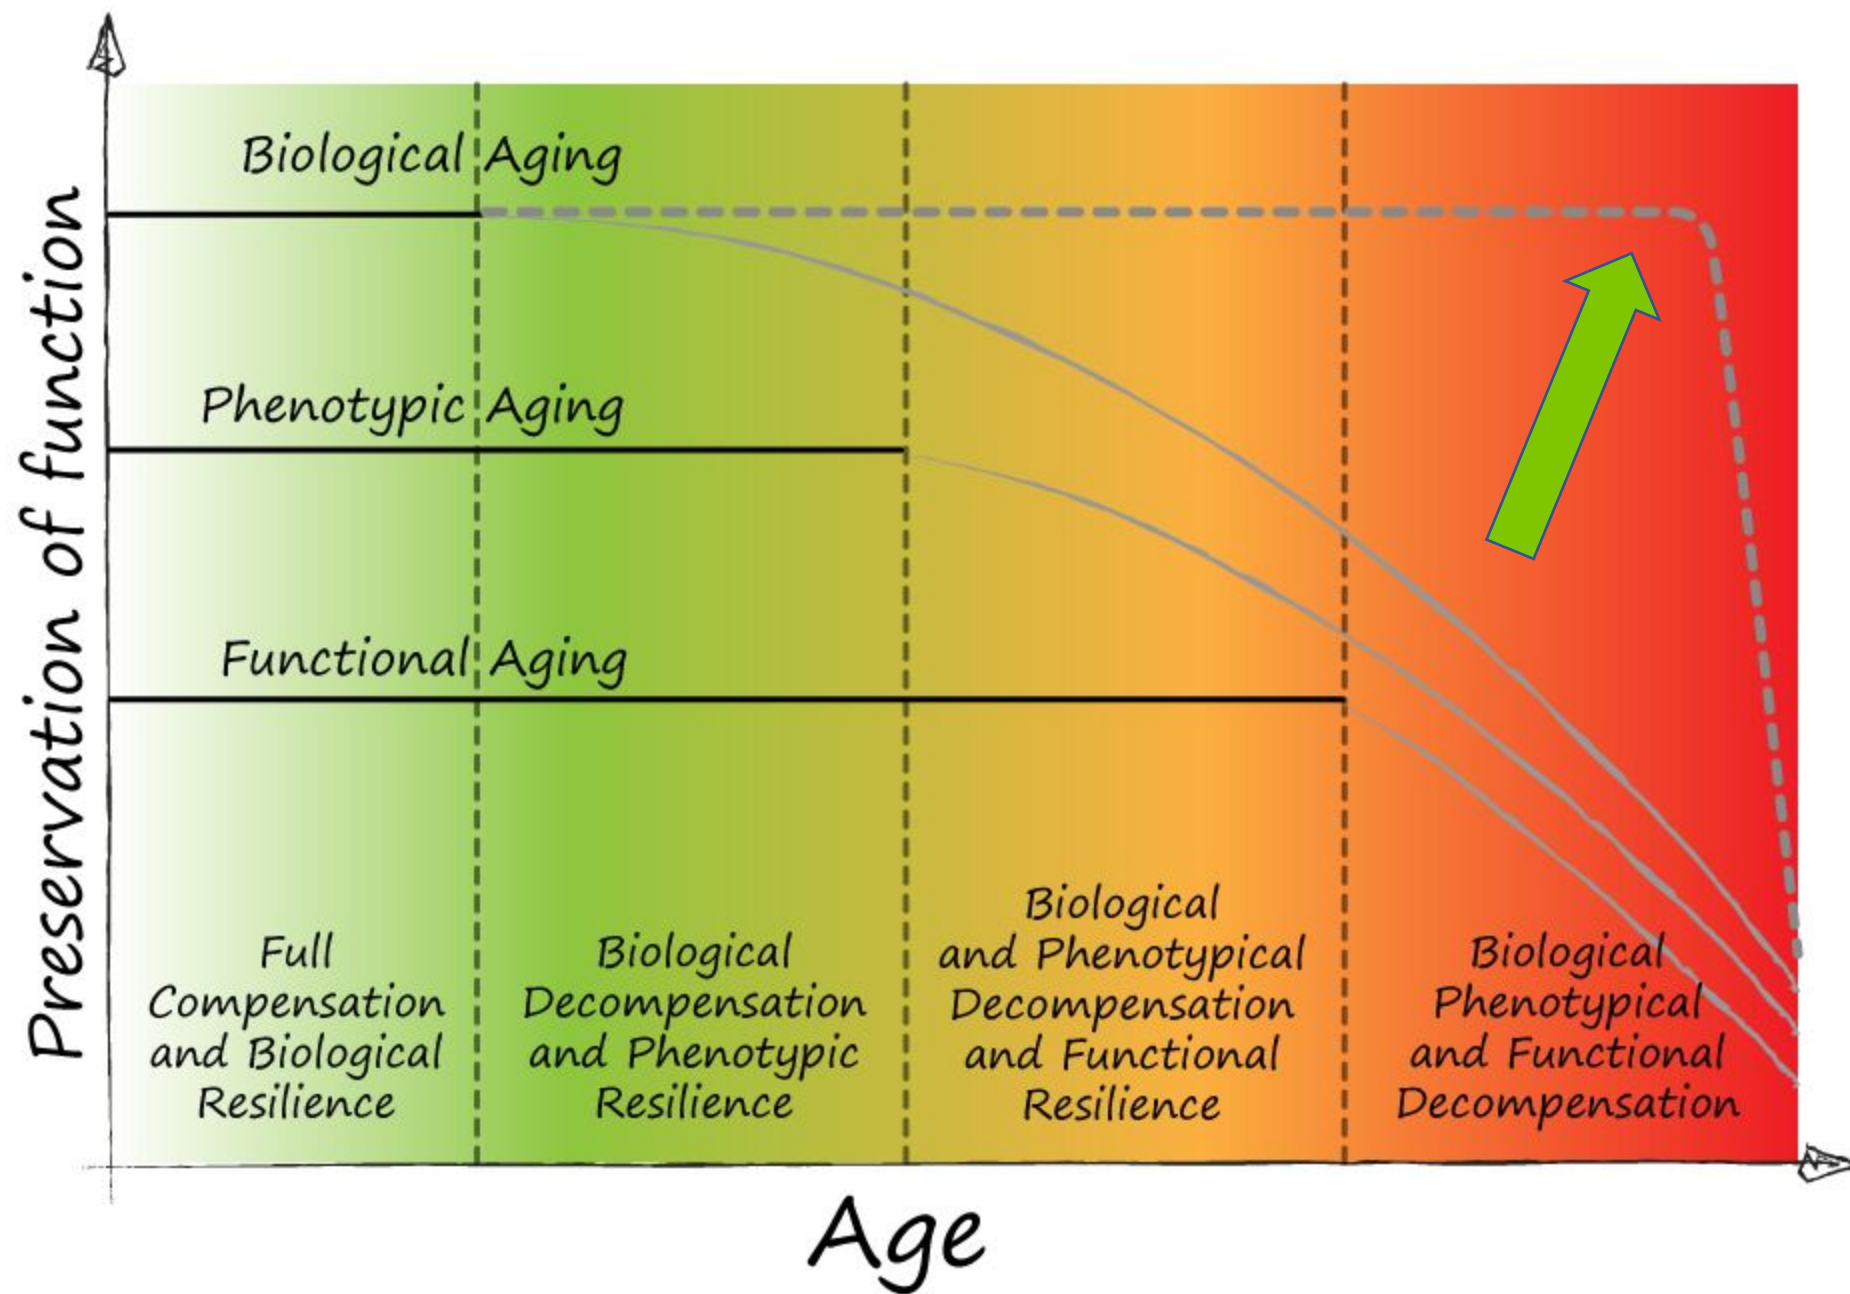 Preservation of function
Biological Aging
Phenotypic Aging
Functional Aging
Full
Compensation
and Biological
Resilience
Biological
Decompensation
and Phenotypic
Resilience
Biological
and Phenotypical
Decompensation
and Functional
Resilience
Biological
Phenotypical
and Functional
Decompensation
Age